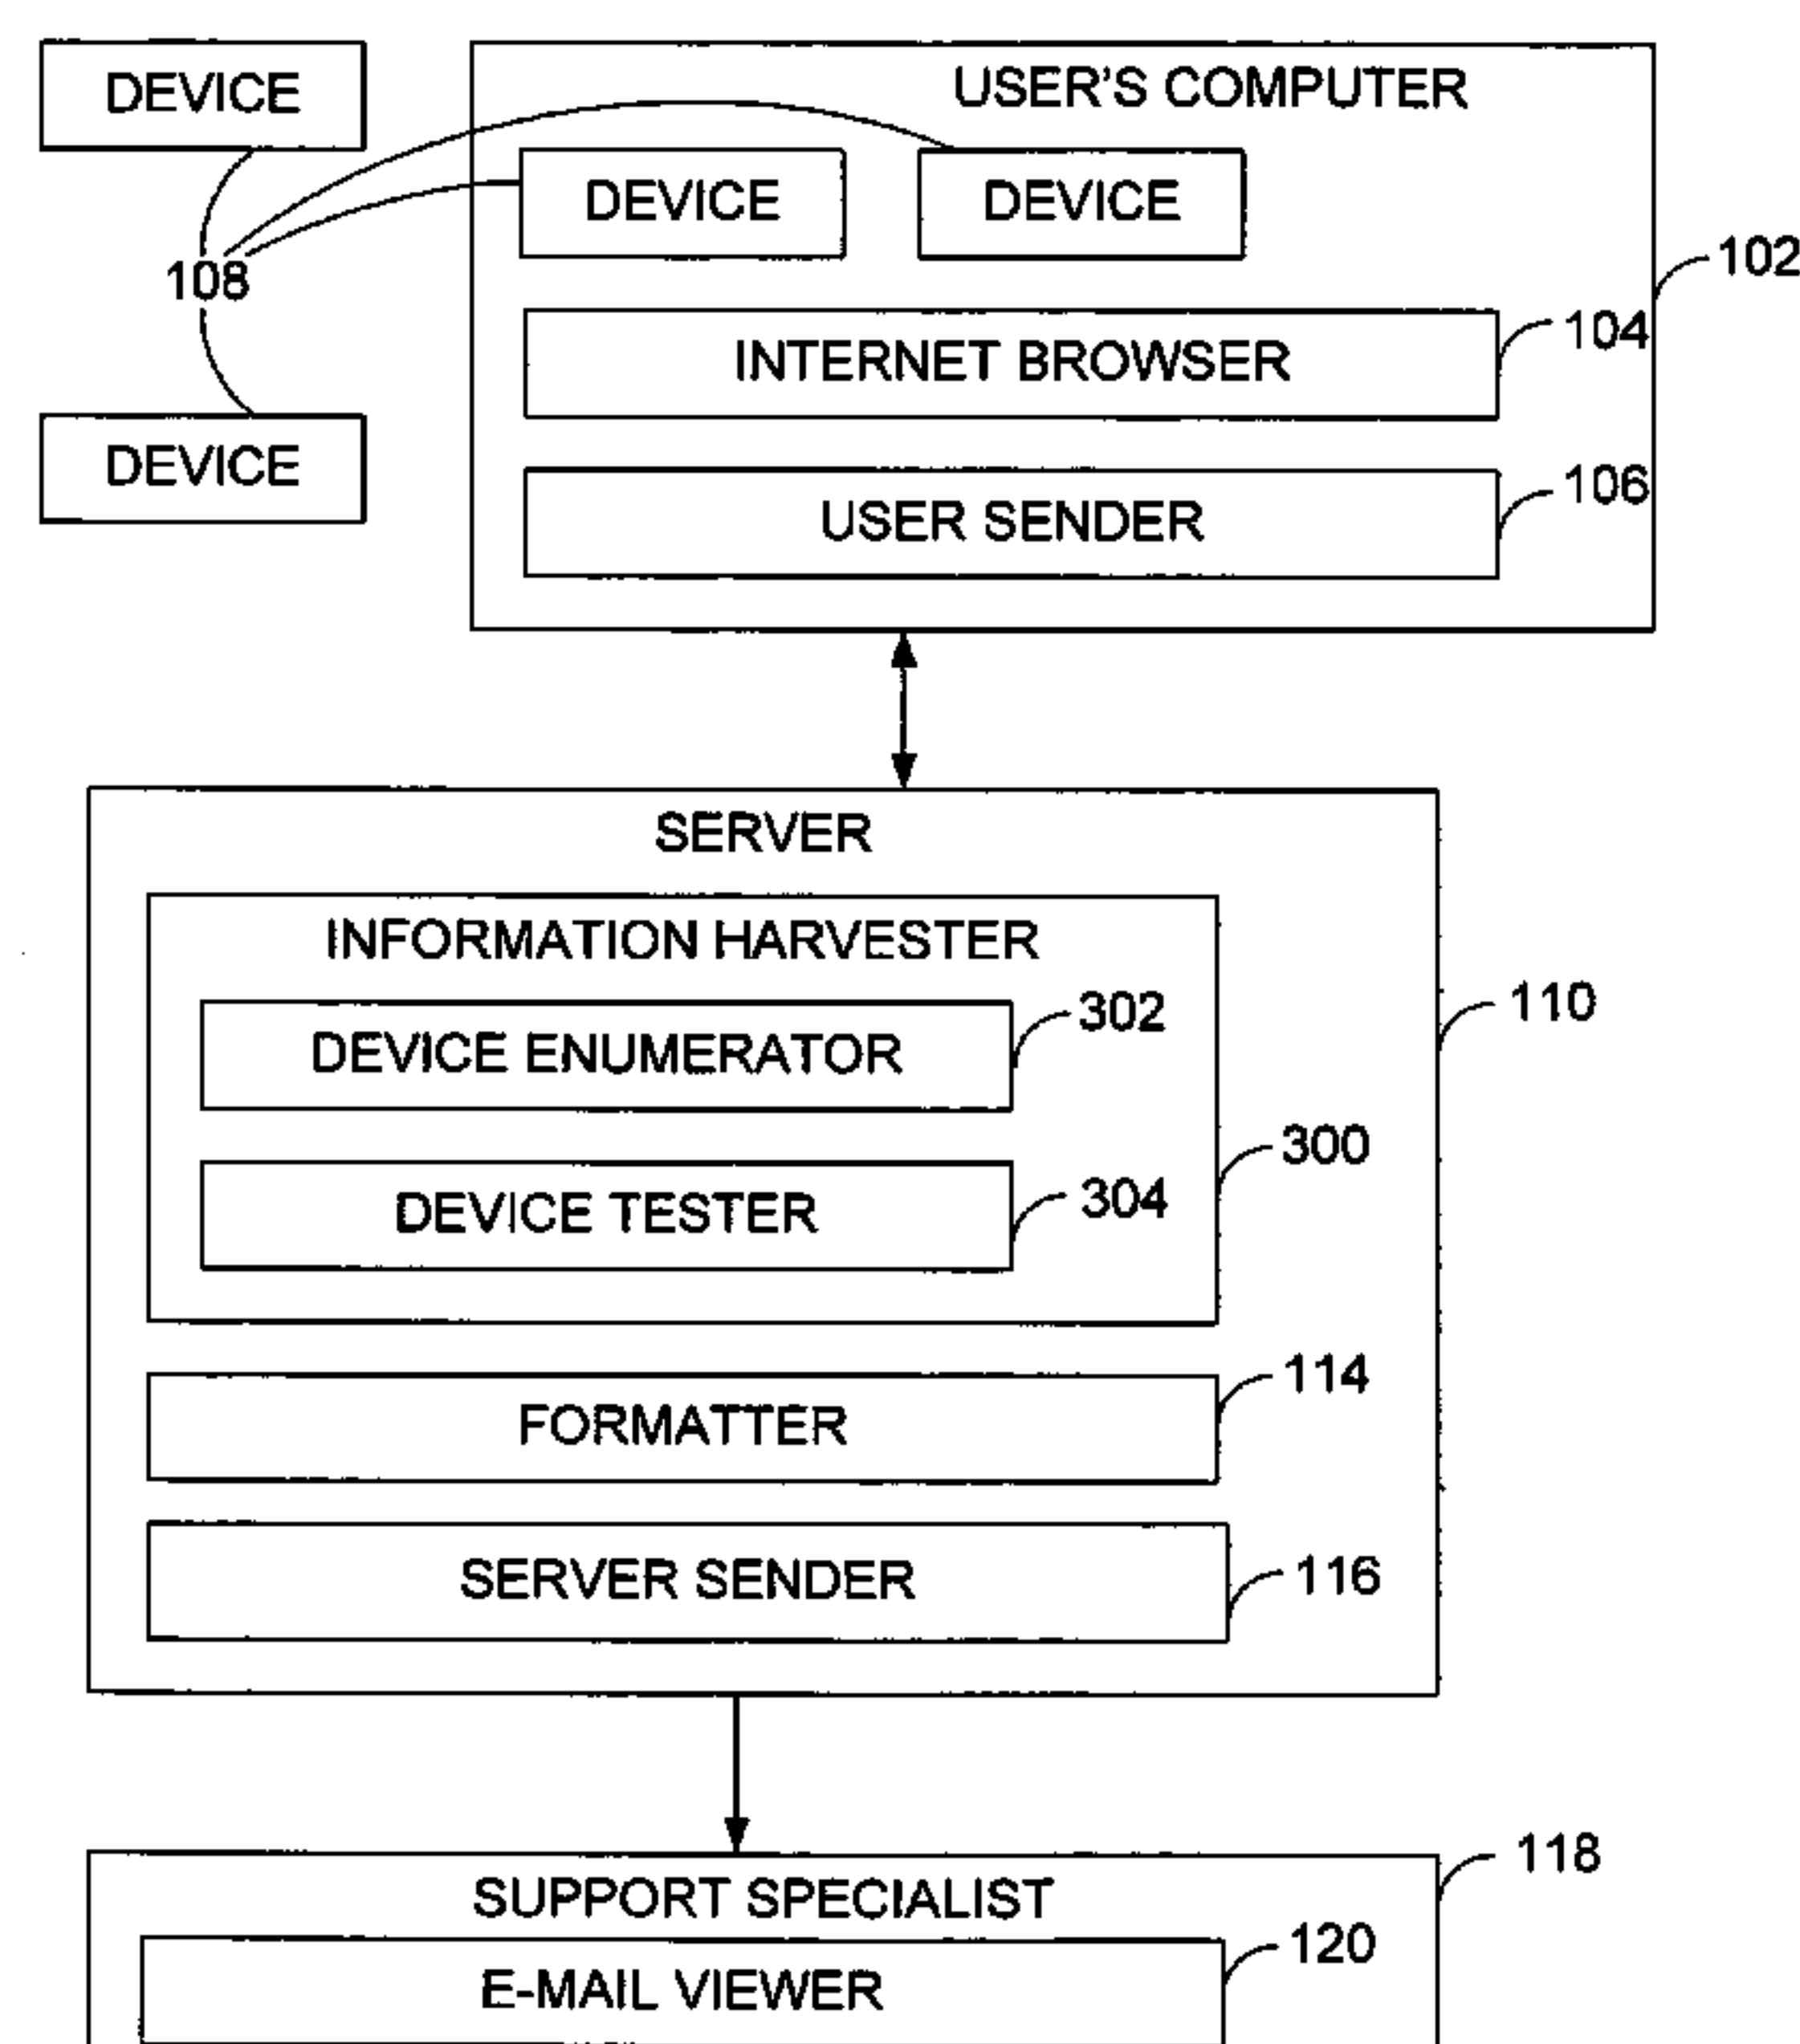 DEVICE
USER'S COMPUTER
DEVICE
DEVICE
108
102
INTERNET BROWSER
104
DEVICE
USER SENDER
106
SERVER
INFORMATION HARVESTER
DEVICE ENUMERATOR
302
110
300
DEVICE TESTER
304
FORMATTER
114
SERVER SENDER
116
SUPPORT SPECIALIST
118
E-MAIL VIEWER
120